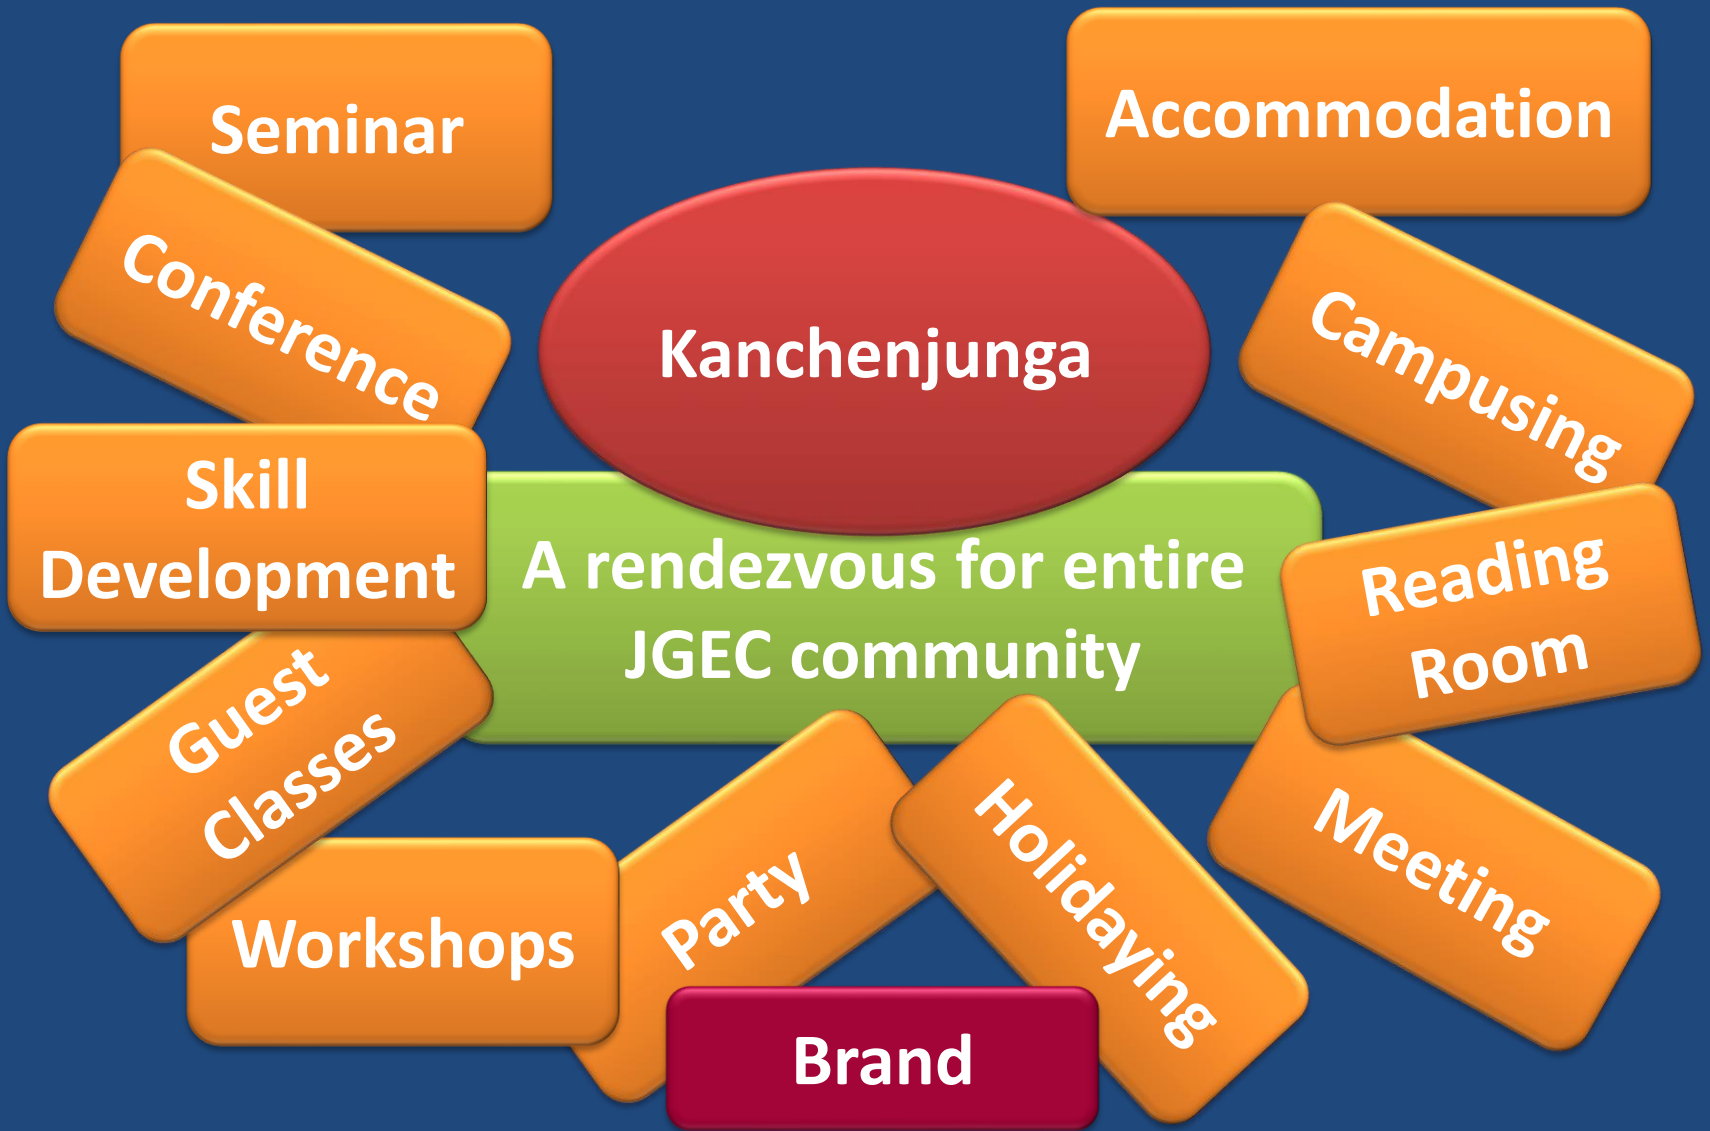 Seminar
Accommodation
Conference
Kanchenjunga
Campusing
Skill
Development
A rendezvous for entire
JGEC community
Reading
Room
Guest
Classes
Party
Holidaying
Meeting
Workshops
Brand